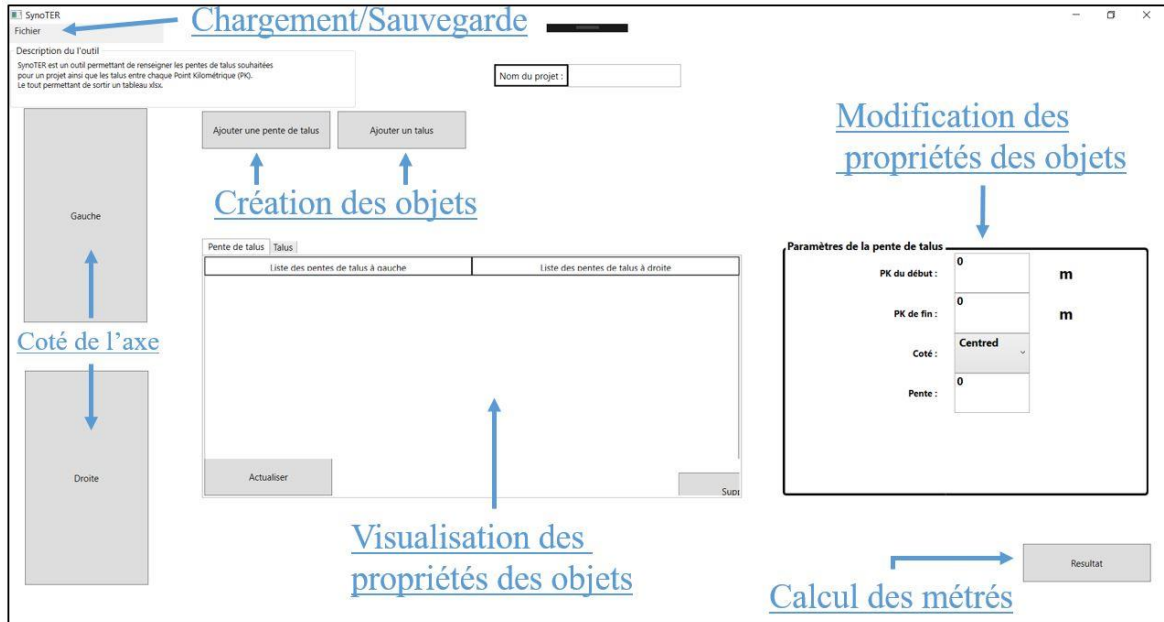 SynoTER
Fichier
Chargement/Sauvegarde
Description du l'outil
SynoTER est un outil permettant de renseigner les pentes de talus souhaitées
pour un projet ainsi que les talus entre chaque Point Kilométrique (PK).
Le tout permettant de sortir un tableau xlsx.
Nom du projet :
Ajouter une pente de talus
Ajouter un talus
Modification des
propriétés des objets
Création des objets
Gauche
Pente de talus
Talus
Liste des pentes de talus à gauche
Liste des pentes de talus à droite
Paramètres de la pente de talus
PK du début :
0
m
PK de fin :
0
m
Coté :
Centred
Pente :
0
Coté de l'axe
Droite
Actualiser
Supp
Visualisation des
propriétés des objets
Resultat
Calcul des métrés